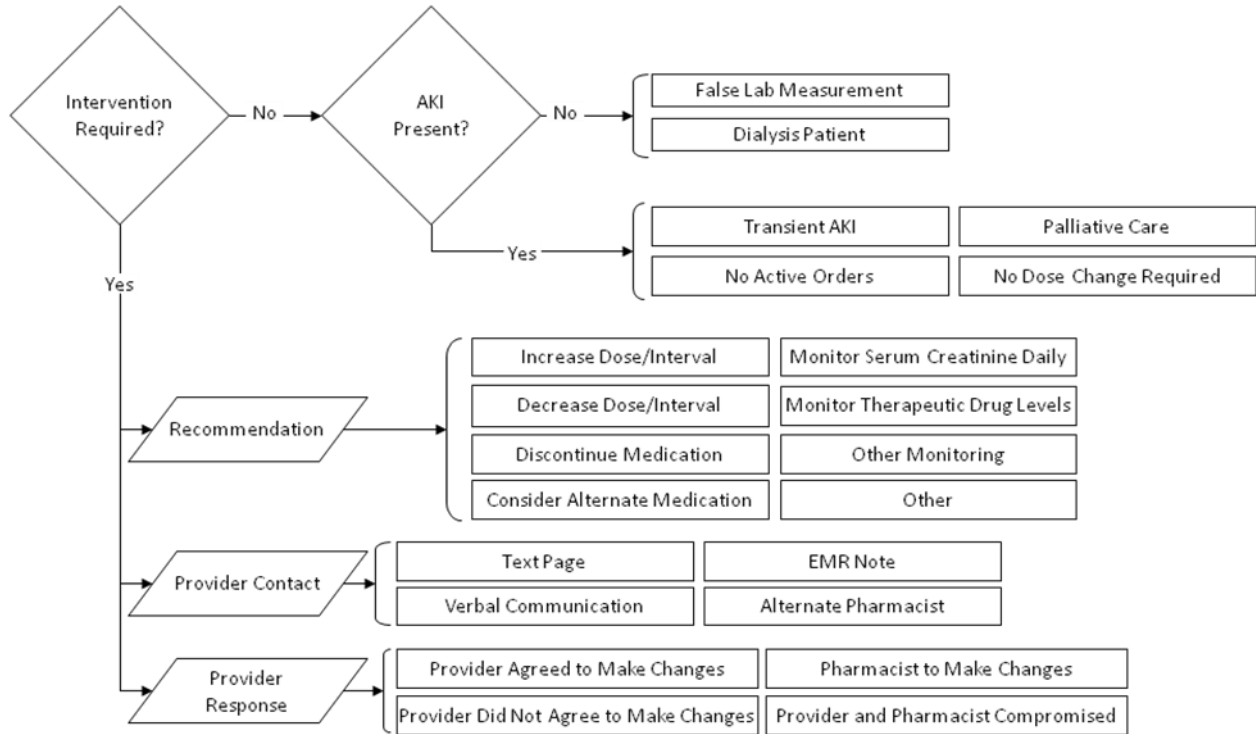 Intervention
Required?
No
AKI
Present?
No
False Lab Measurement
Dialysis Patient
Yes
Transient AKI
Palliative Care
No Active Orders
No Dose Change Required
Yes
Recommendation
Increase Dose/Interval
Monitor Serum Creatinine Daily
Decrease Dose/Interval
Monitor Therapeutic Drug Levels
Discontinue Medication
Other Monitoring
Consider Alternate Medication
Other
Provider Contact
Text Page
EMR Note
Verbal Communication
Alternate Pharmacist
Provider
Response
Provider Agreed to Make Changes
Pharmacist to Make Changes
Provider Did Not Agree to Make Changes
Provider and Pharmacist Compromised